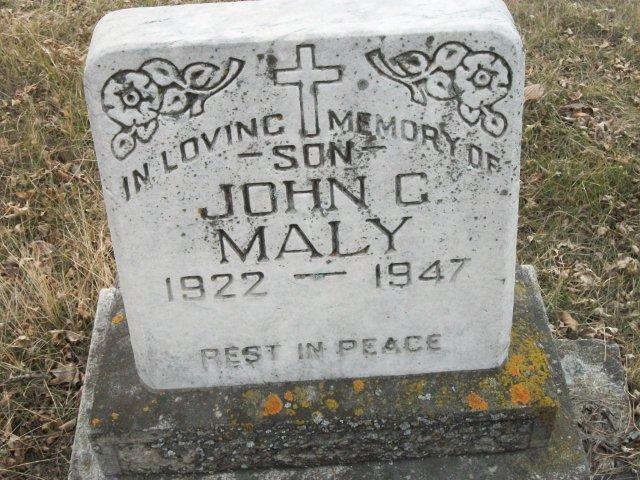 IN LOVING MEMORY OF
- SON -
JOHN C
MALY
1922 — 1947
REST IN PEACE